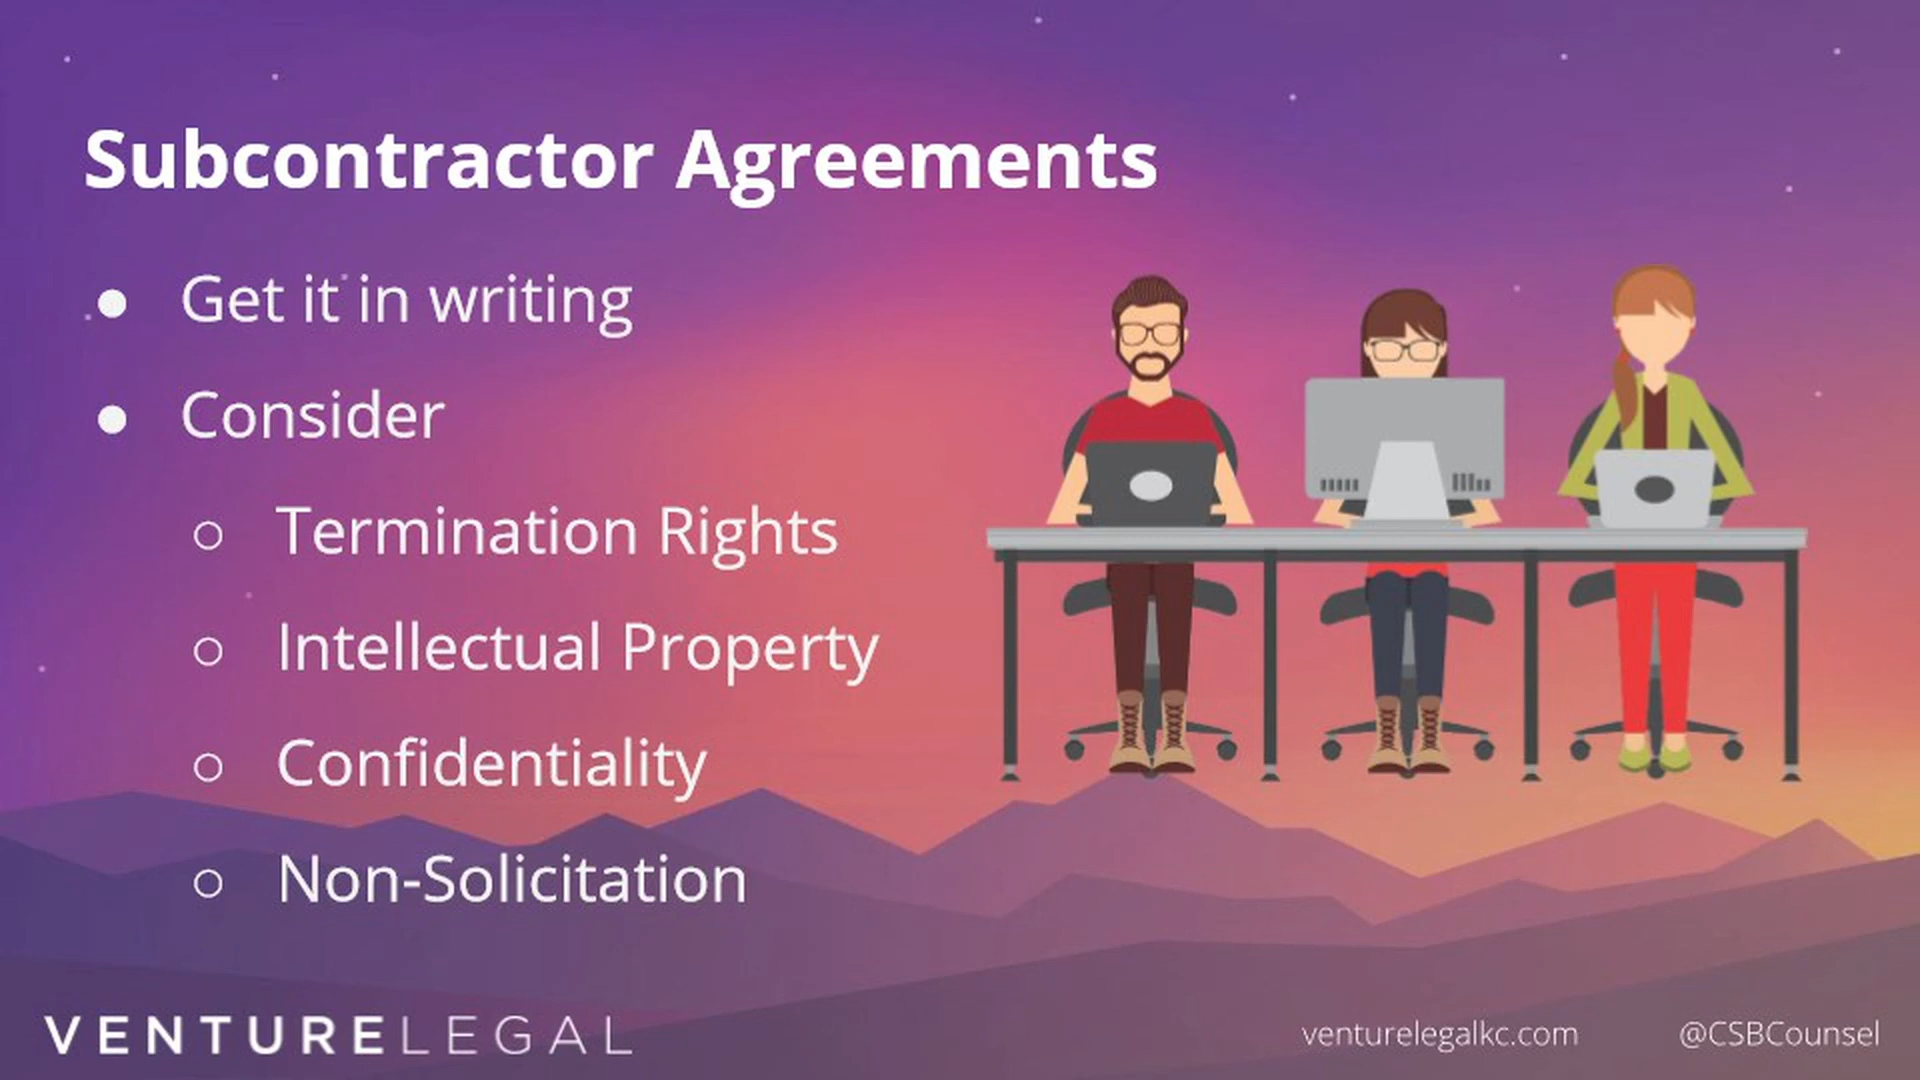 Subcontractor Agreements
● Get it in writing
● Consider
○ Termination Rights
○ Intellectual Property
○ Confidentiality
○ Non-Solicitation
VENTURELEGAL
venturelegalkc.com
@CSBCounsel